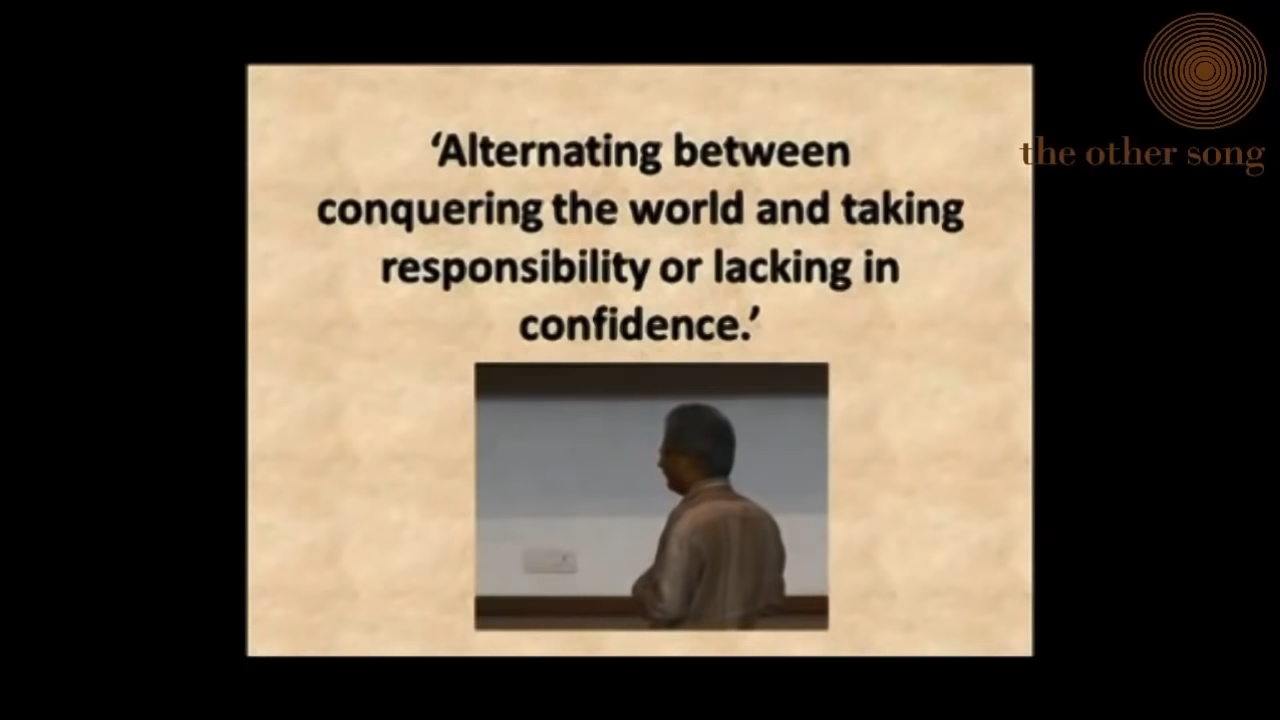 ‘Alternating between
conquering the world and taking
responsibility or lacking in
confidence.’
the other song